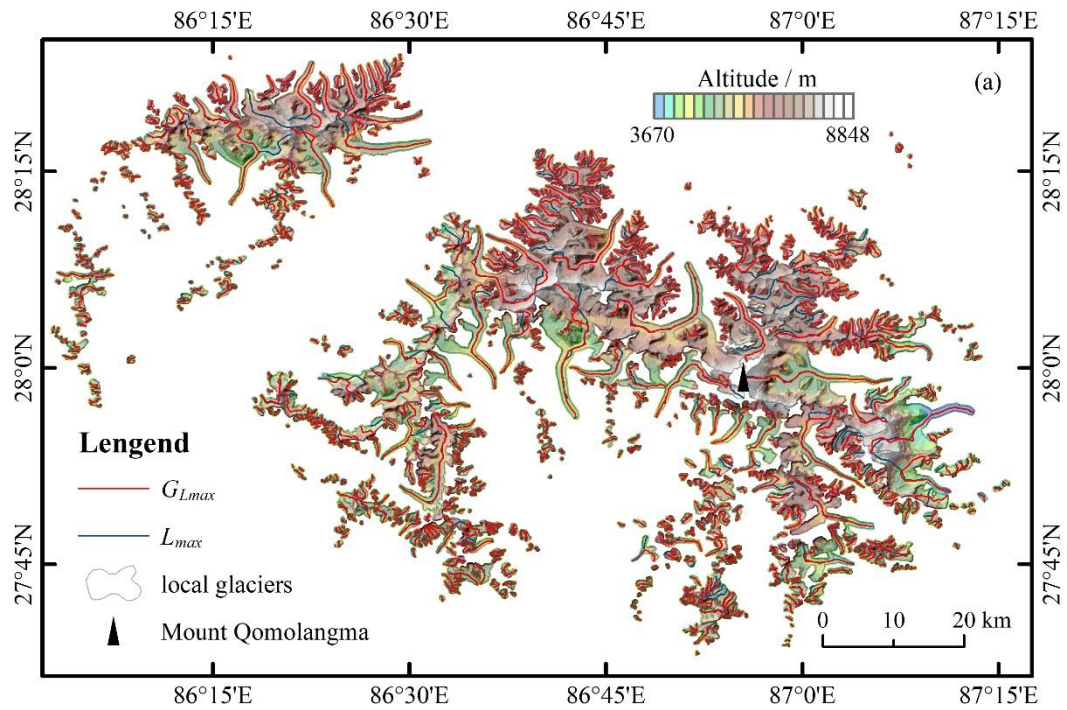 86°15'E 86°30'E 86°45'E 87°0'E 87°15'E
Altitude / m
(a)
3670 8848
28°15'N 28°15'N
28°0'N 28°0'N
27°45'N 27°45'N
Lengend
G_Lmax
L_max
local glaciers
Mount Qomolangma
0 10 20 km
86°15'E 86°30'E 86°45'E 87°0'E 87°15'E